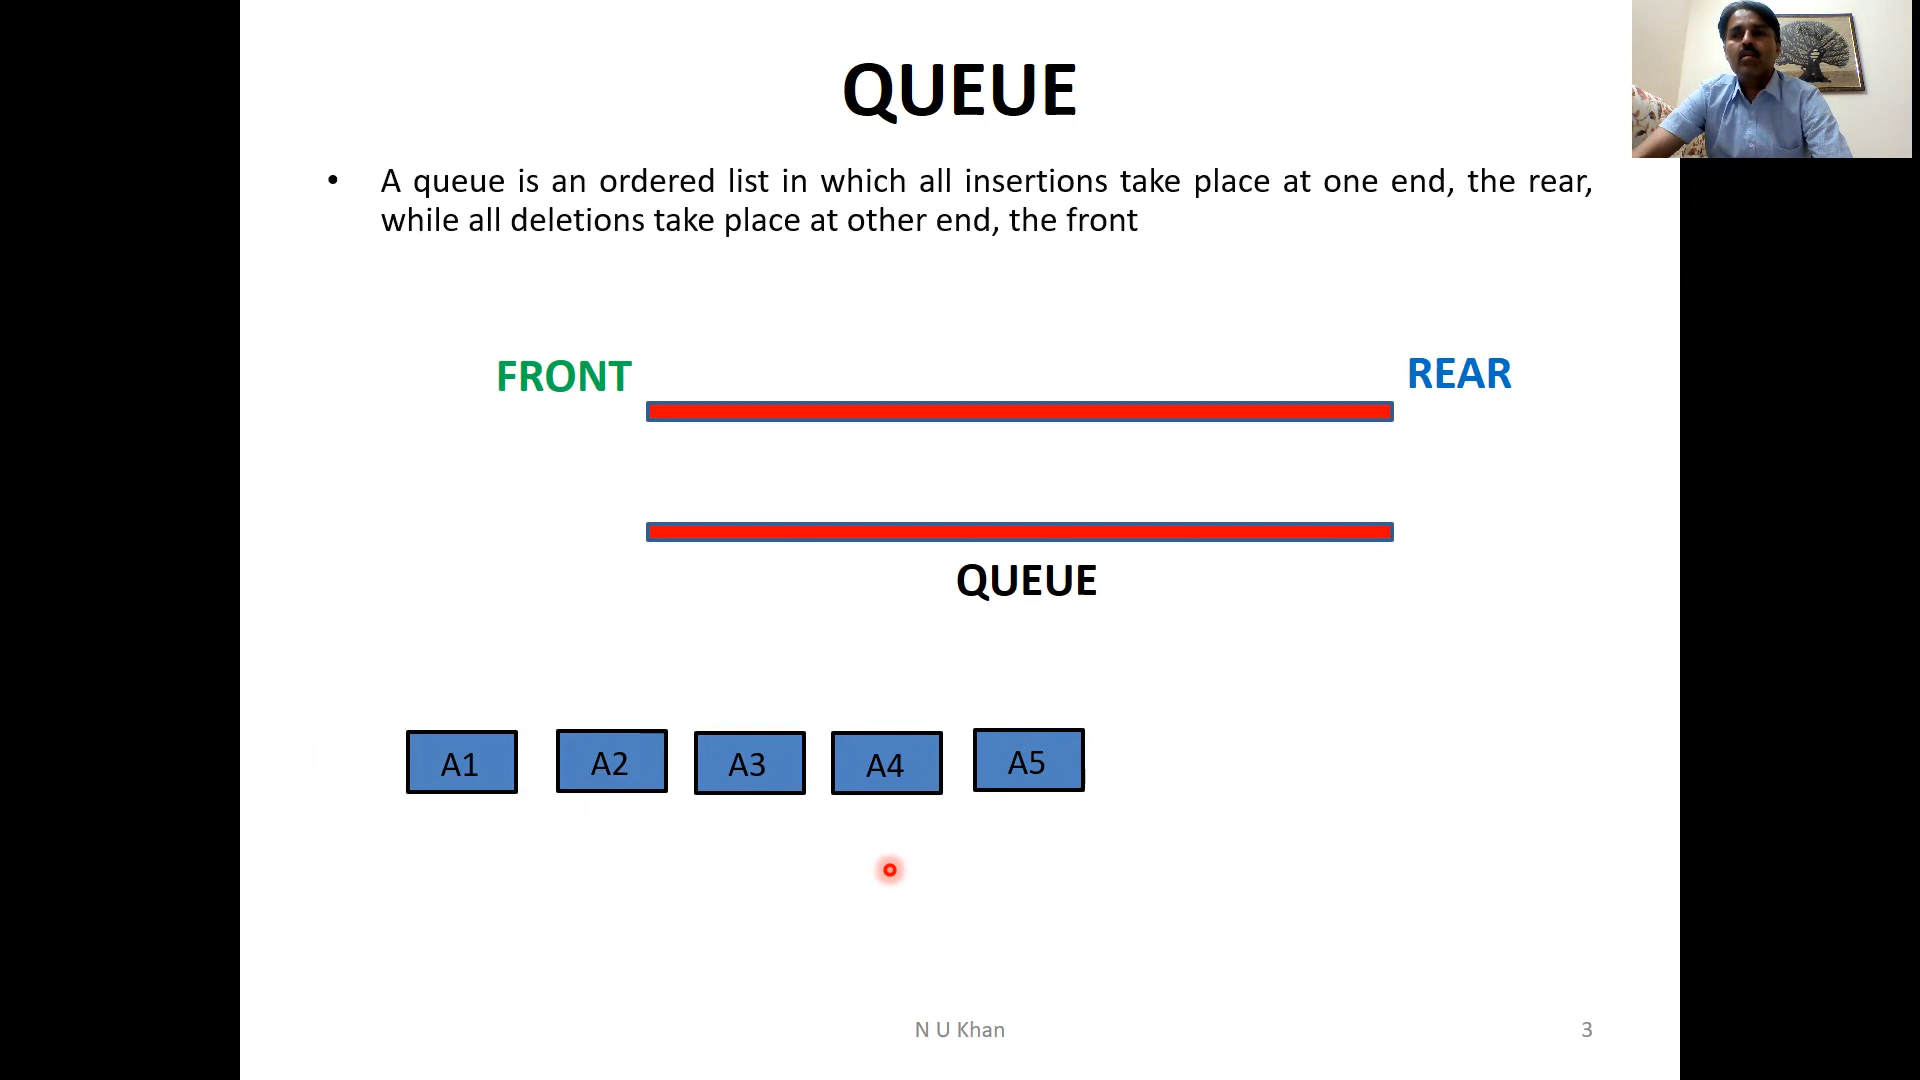 QUEUE
• A queue is an ordered list in which all insertions take place at one end, the rear,
while all deletions take place at other end, the front
FRONT
REAR
QUEUE
A1 A2 A3 A4 A5
N U Khan
3